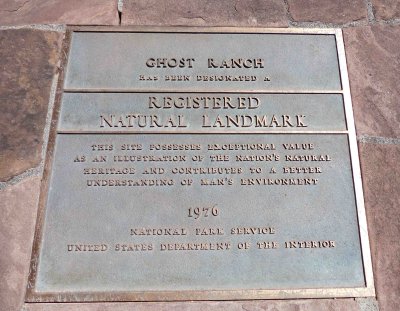 GHOST RANCH
HAS BEEN DESIGNATED A
REGISTERED
NATURAL LANDMARK
THIS SITE POSSESSES EXCEPTIONAL VALUE
AS AN ILLUSTRATION OF THE NATION'S NATURAL
HERITAGE AND CONTRIBUTES TO A BETTER
UNDERSTANDING OF MAN'S ENVIRONMENT
1976
NATIONAL PARK SERVICE
UNITED STATES DEPARTMENT OF THE INTERIOR